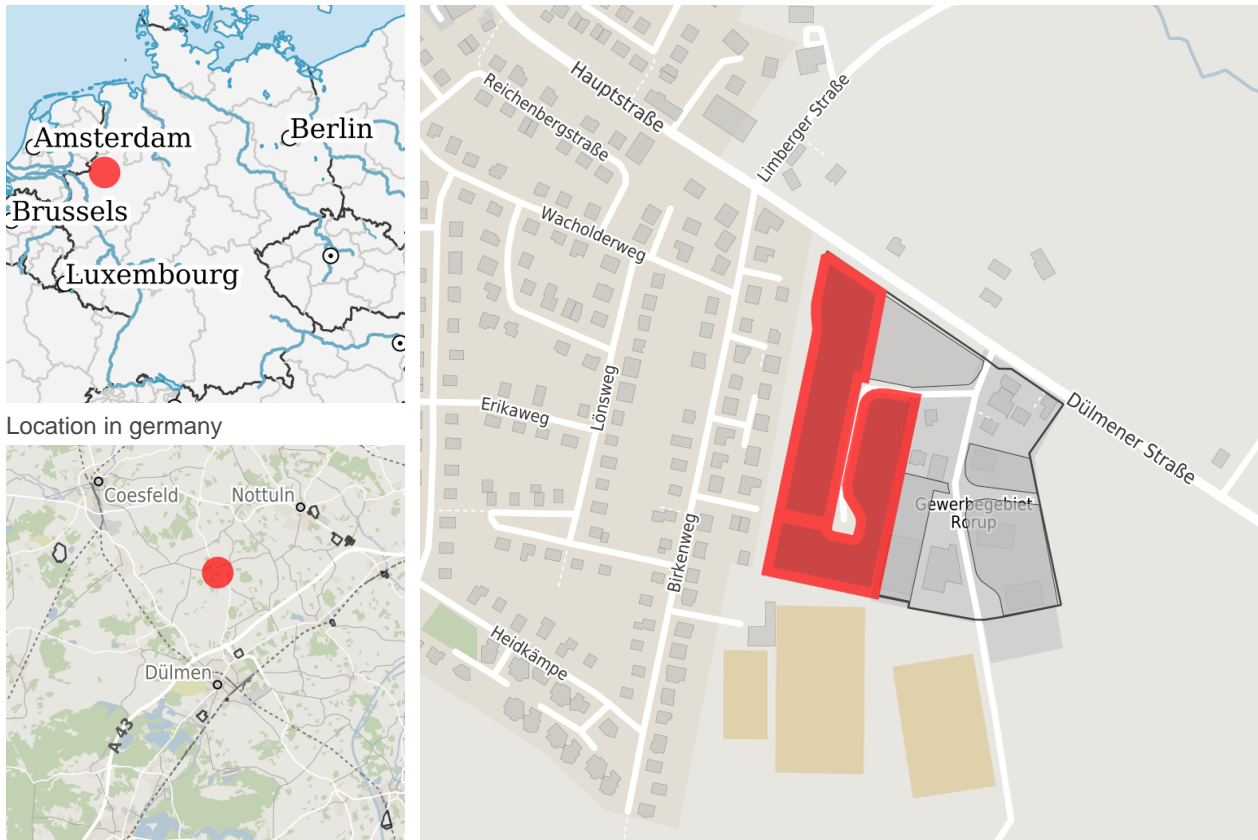 Amsterdam
Berlin
Brussels
Luxembourg
Location in germany
Coesfeld
Nottuln
Dülmen
A 43
Hauptstraße
Reichenbergstraße
Limberger Straße
Wacholderweg
Lönsweg
Erikaweg
Birkenweg
Heidkämpe
Dülmener Straße
Gewerbegebiet
Rorup